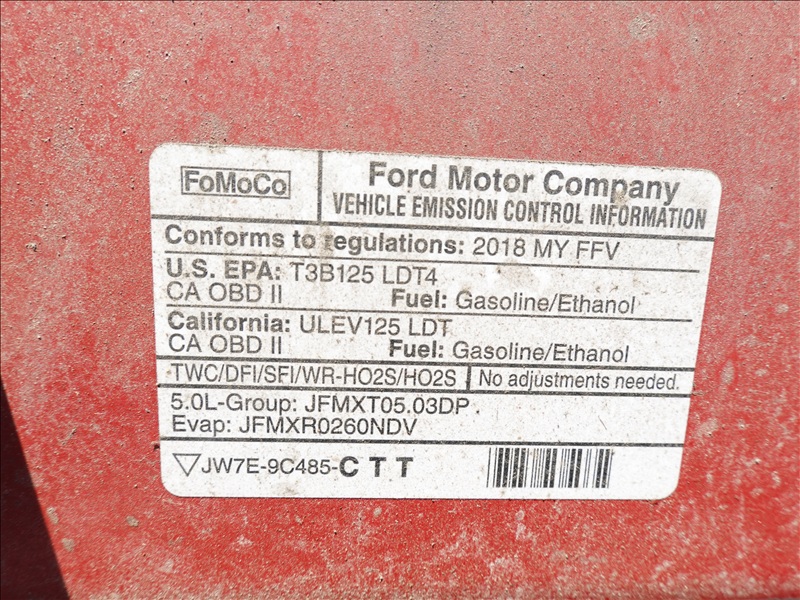 FoMoCo
Ford Motor Company
VEHICLE EMISSION CONTROL INFORMATION
Conforms to regulations: 2018 MY FFV
U.S. EPA: T3B125 LDT4
CA OBD II Fuel: Gasoline/Ethanol
California: ULEV125 LDT
CA OBD II Fuel: Gasoline/Ethanol
TWC/DFI/SFI/WR-HO2S/HO2S No adjustments needed.
5.0L-Group: JFMXT05.03DP
Evap: JFMXR0260NDV
JW7E-9C485-CTT